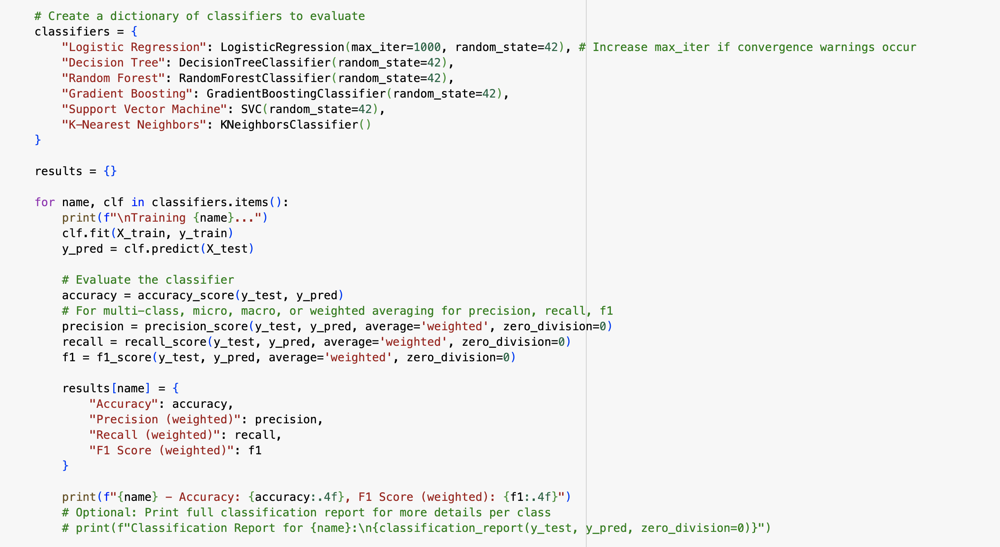 # Create a dictionary of classifiers to evaluate
classifiers = {
    "Logistic Regression": LogisticRegression(max_iter=1000, random_state=42), # Increase max_iter if convergence warnings occur
    "Decision Tree": DecisionTreeClassifier(random_state=42),
    "Random Forest": RandomForestClassifier(random_state=42),
    "Gradient Boosting": GradientBoostingClassifier(random_state=42),
    "Support Vector Machine": SVC(random_state=42),
    "K-Nearest Neighbors": KNeighborsClassifier()
}

results = {}

for name, clf in classifiers.items():
    print(f"\nTraining {name}...")
    clf.fit(X_train, y_train)
    y_pred = clf.predict(X_test)

    # Evaluate the classifier
    accuracy = accuracy_score(y_test, y_pred)
    # For multi-class, micro, macro, or weighted averaging for precision, recall, f1
    precision = precision_score(y_test, y_pred, average='weighted', zero_division=0)
    recall = recall_score(y_test, y_pred, average='weighted', zero_division=0)
    f1 = f1_score(y_test, y_pred, average='weighted', zero_division=0)

    results[name] = {
        "Accuracy": accuracy,
        "Precision (weighted)": precision,
        "Recall (weighted)": recall,
        "F1 Score (weighted)": f1
    }

    print(f"{name} - Accuracy: {accuracy:.4f}, F1 Score (weighted): {f1:.4f}")
    # Optional: Print full classification report for more details per class
    # print(f"Classification Report for {name}:\n{classification_report(y_test, y_pred, zero_division=0)}")